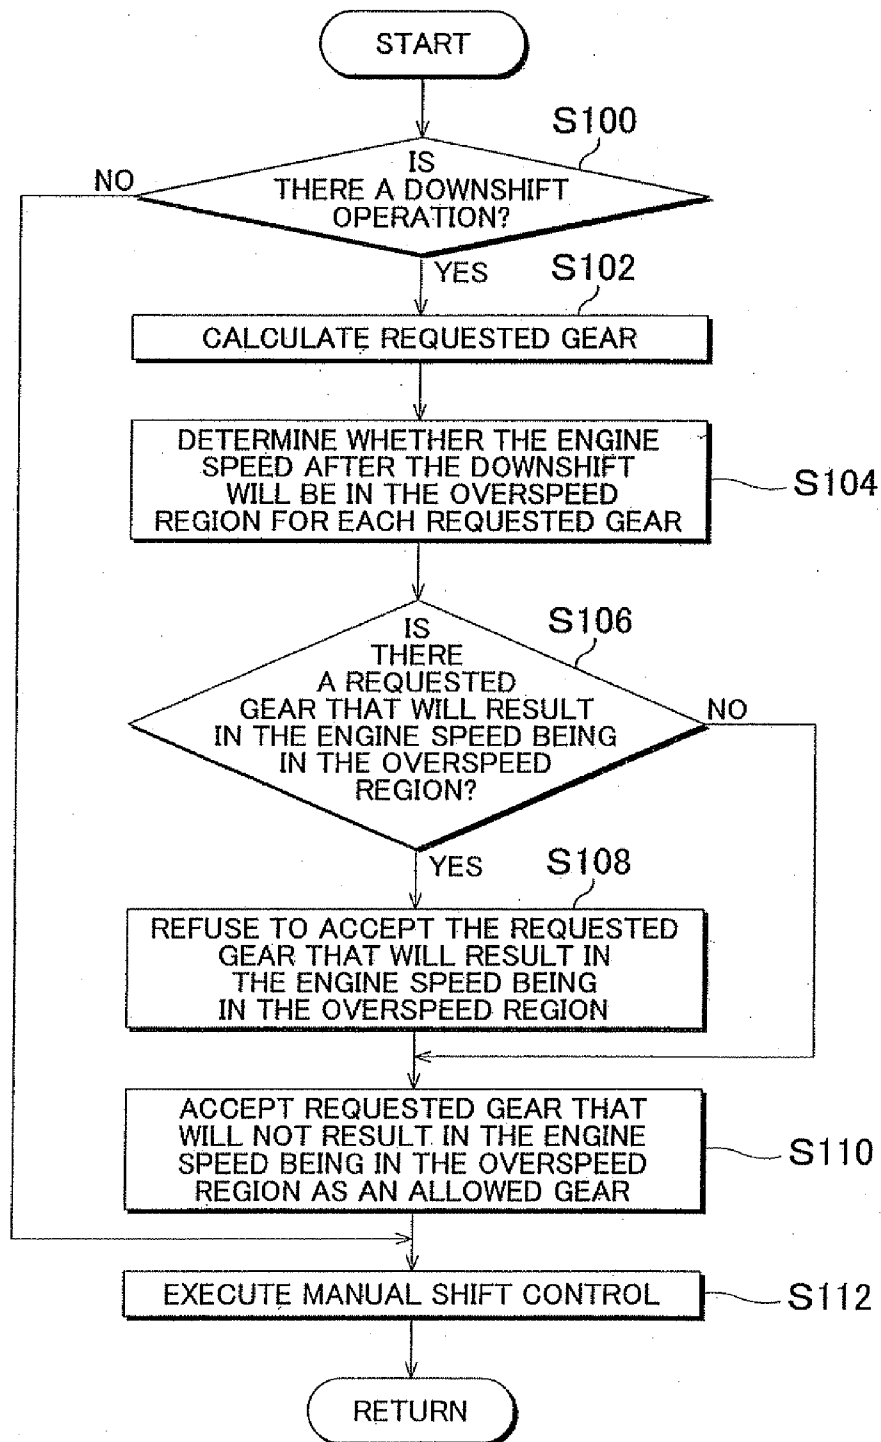 START
S100
IS
THERE A DOWNSHIFT
OPERATION?
NO
YES
S102
CALCULATE REQUESTED GEAR
DETERMINE WHETHER THE ENGINE
SPEED AFTER THE DOWNSHIFT
WILL BE IN THE OVERSPEED
REGION FOR EACH REQUESTED GEAR
S104
S106
IS
THERE
A REQUESTED
GEAR THAT WILL RESULT
IN THE ENGINE SPEED BEING
IN THE OVERSPEED
REGION?
NO
YES
S108
REFUSE TO ACCEPT THE REQUESTED
GEAR THAT WILL RESULT IN
THE ENGINE SPEED BEING
IN THE OVERSPEED REGION
ACCEPT REQUESTED GEAR THAT
WILL NOT RESULT IN THE ENGINE
SPEED BEING IN THE OVERSPEED
REGION AS AN ALLOWED GEAR
S110
EXECUTE MANUAL SHIFT CONTROL
S112
RETURN